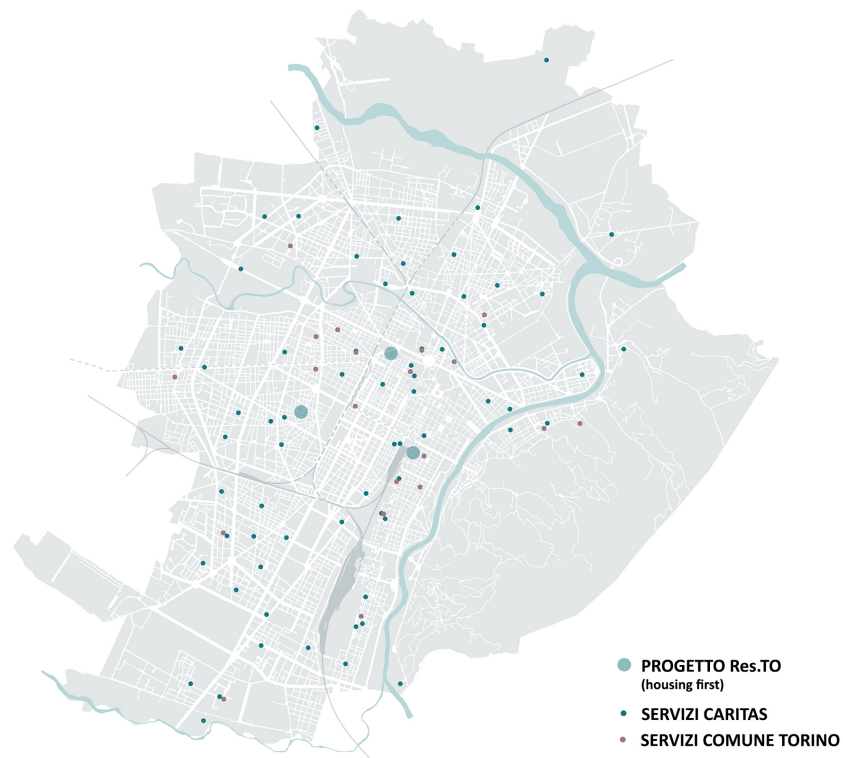 PROGETTO Res.TO
(housing first)
SERVIZI CARITAS
SERVIZI COMUNE TORINO